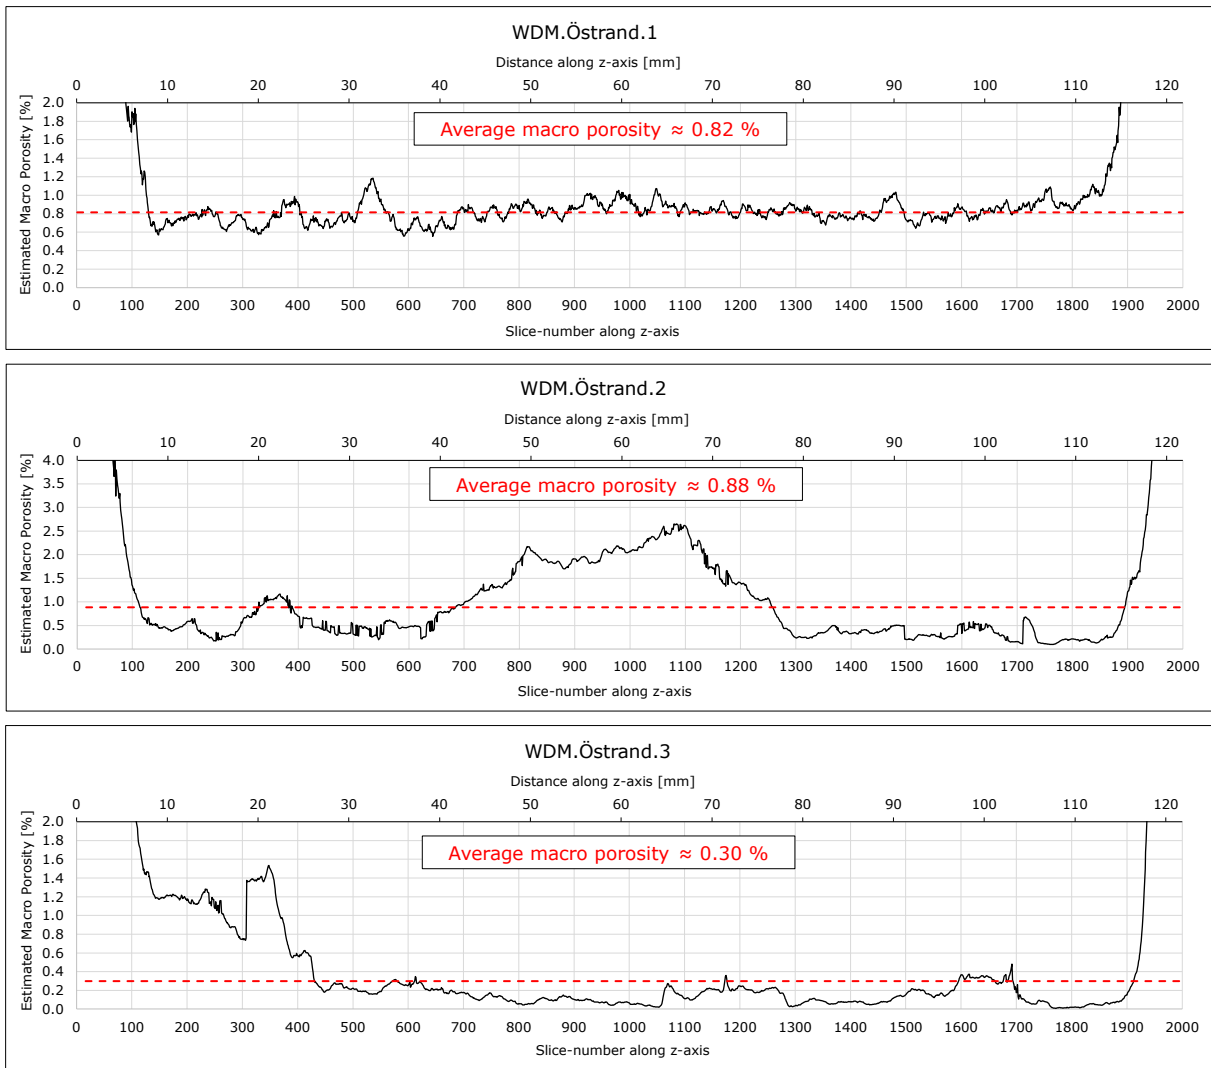 WDM.Östrand.1
Distance along z-axis [mm]
0 10 20 30 40 50 60 70 80 90 100 110 120
Estimated Macro Porosity [%]
2.0
1.8
1.6
1.4
1.2
1.0
0.8
0.6
0.4
0.2
0.0
Average macro porosity ≈ 0.82 %
0 100 200 300 400 500 600 700 800 900 1000 1100 1200 1300 1400 1500 1600 1700 1800 1900 2000
Slice-number along z-axis
WDM.Östrand.2
Distance along z-axis [mm]
0 10 20 30 40 50 60 70 80 90 100 110 120
Estimated Macro Porosity [%]
4.0
3.5
3.0
2.5
2.0
1.5
1.0
0.5
0.0
Average macro porosity ≈ 0.88 %
0 100 200 300 400 500 600 700 800 900 1000 1100 1200 1300 1400 1500 1600 1700 1800 1900 2000
Slice-number along z-axis
WDM.Östrand.3
Distance along z-axis [mm]
0 10 20 30 40 50 60 70 80 90 100 110 120
Estimated Macro Porosity [%]
2.0
1.8
1.6
1.4
1.2
1.0
0.8
0.6
0.4
0.2
0.0
Average macro porosity ≈ 0.30 %
0 100 200 300 400 500 600 700 800 900 1000 1100 1200 1300 1400 1500 1600 1700 1800 1900 2000
Slice-number along z-axis